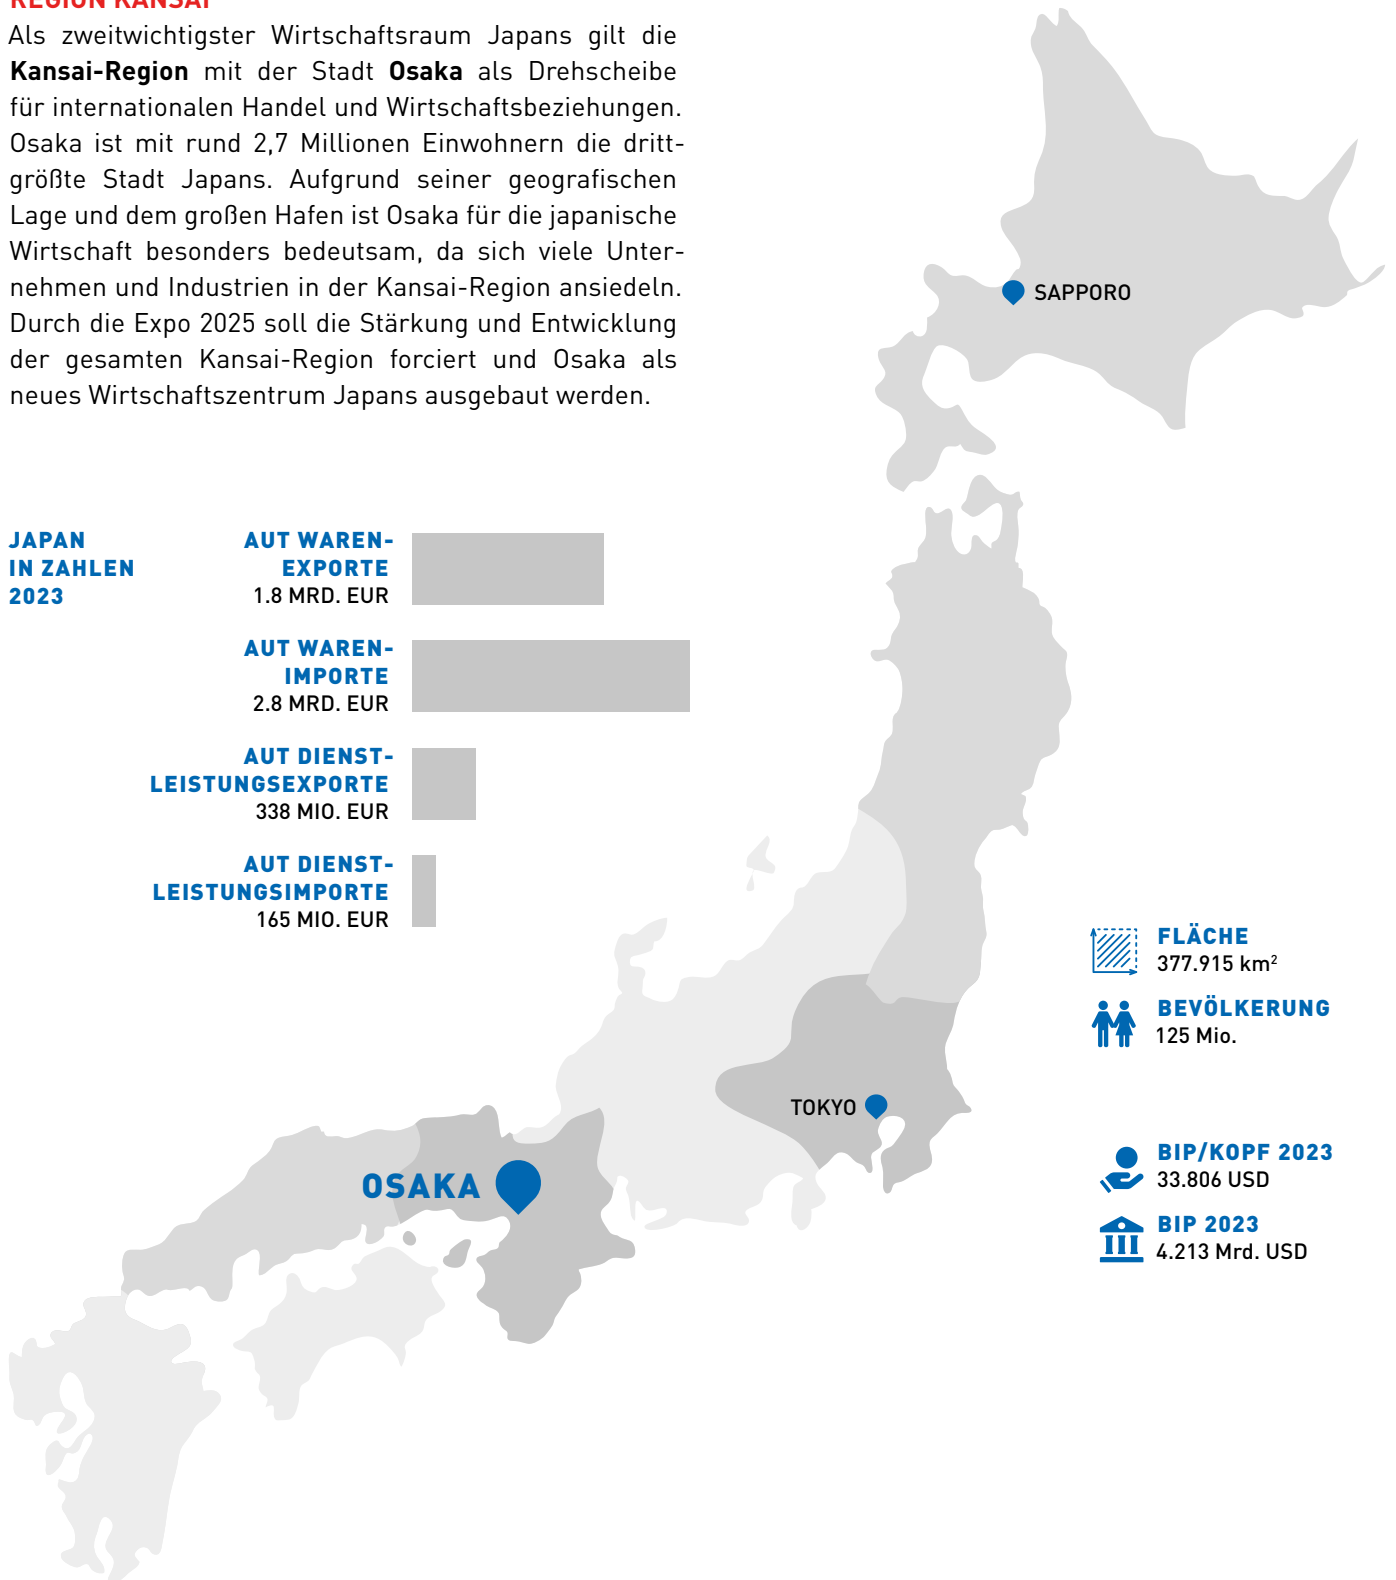 REGION KANSAI
Als zweitwichtigster Wirtschaftsraum Japans gilt die
Kansai-Region mit der Stadt Osaka als Drehscheibe
für internationalen Handel und Wirtschaftsbeziehungen.
Osaka ist mit rund 2,7 Millionen Einwohnern die dritt-
größte Stadt Japans. Aufgrund seiner geografischen
Lage und dem großen Hafen ist Osaka für die japanische
Wirtschaft besonders bedeutsam, da sich viele Unter-
nehmen und Industrien in der Kansai-Region ansiedeln.
Durch die Expo 2025 soll die Stärkung und Entwicklung
der gesamten Kansai-Region forciert und Osaka als
neues Wirtschaftszentrum Japans ausgebaut werden.
JAPAN
IN ZAHLEN
2023
AUT WAREN-
EXPORTE
1.8 MRD. EUR
AUT WAREN-
IMPORTE
2.8 MRD. EUR
AUT DIENST-
LEISTUNGSEXPORTE
338 MIO. EUR
AUT DIENST-
LEISTUNGSIMPORTE
165 MIO. EUR
SAPPORO
TOKYO
OSAKA
FLÄCHE
377.915 km²
BEVÖLKERUNG
125 Mio.
BIP/KOPF 2023
33.806 USD
BIP 2023
4.213 Mrd. USD